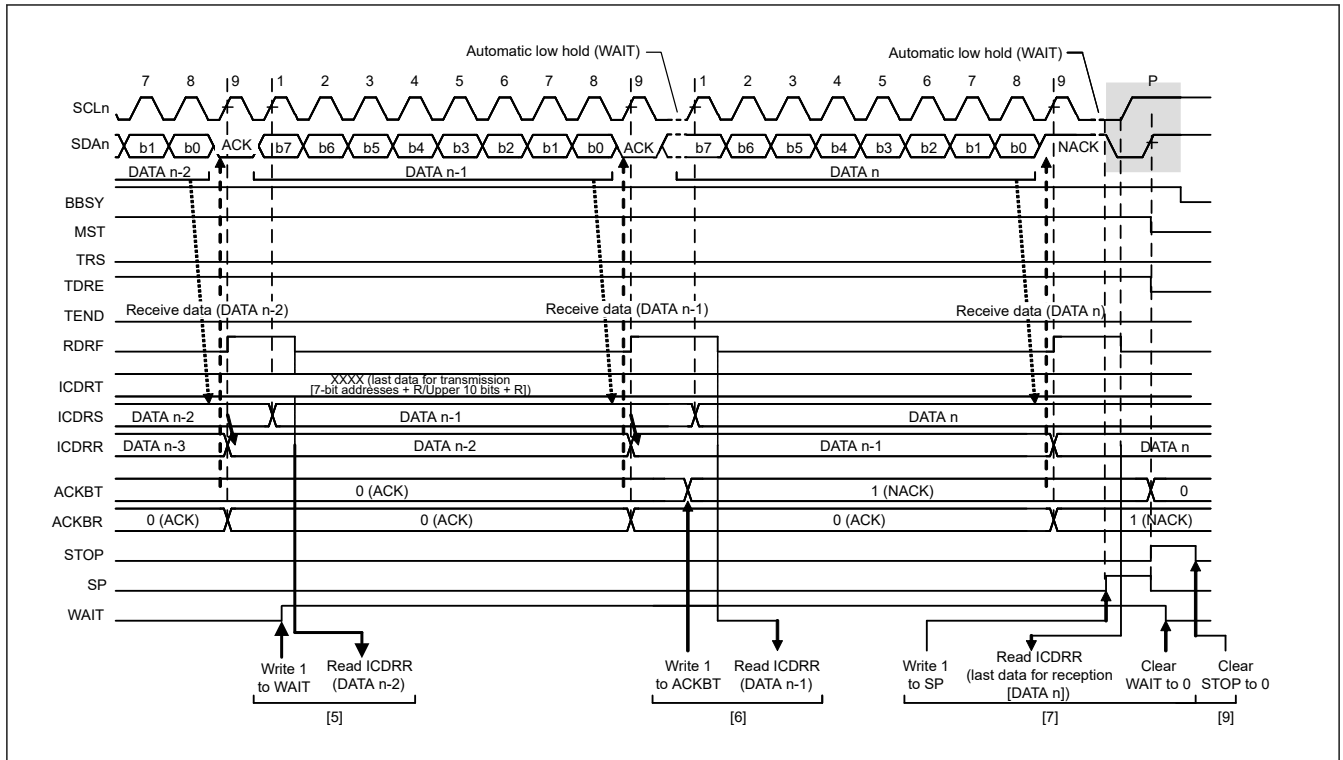 Automatic low hold (WAIT)
Automatic low hold (WAIT)
7 8 9 1 2 3 4 5 6 7 8 9 1 2 3 4 5 6 7 8 9 P
SCLn
SDAn b1 b0 ACK b7 b6 b5 b4 b3 b2 b1 b0 ACK b7 b6 b5 b4 b3 b2 b1 b0 NACK
DATA n-2 DATA n-1 DATA n
BBSY
MST
TRS
TDRE
Receive data (DATA n-2) Receive data (DATA n-1) Receive data (DATA n)
TEND
RDRF
XXXX (last data for transmission
ICDRT [7-bit addresses + R/Upper 10 bits + R])
ICDRS DATA n-2 DATA n-1 DATA n
ICDRR DATA n-3 DATA n-2 DATA n-1 DATA n
ACKBT 0 (ACK) 1 (NACK) 0
ACKBR 0 (ACK) 0 (ACK) 0 (ACK) 1 (NACK)
STOP
SP
WAIT
Write 1
to WAIT
Read ICDRR
(DATA n-2)
[5]
Write 1
to ACKBT
Read ICDRR
(DATA n-1)
[6]
Write 1
to SP
Read ICDRR
(last data for reception
[DATA n])
Clear
WAIT to 0
[7]
Clear
STOP to 0
[9]